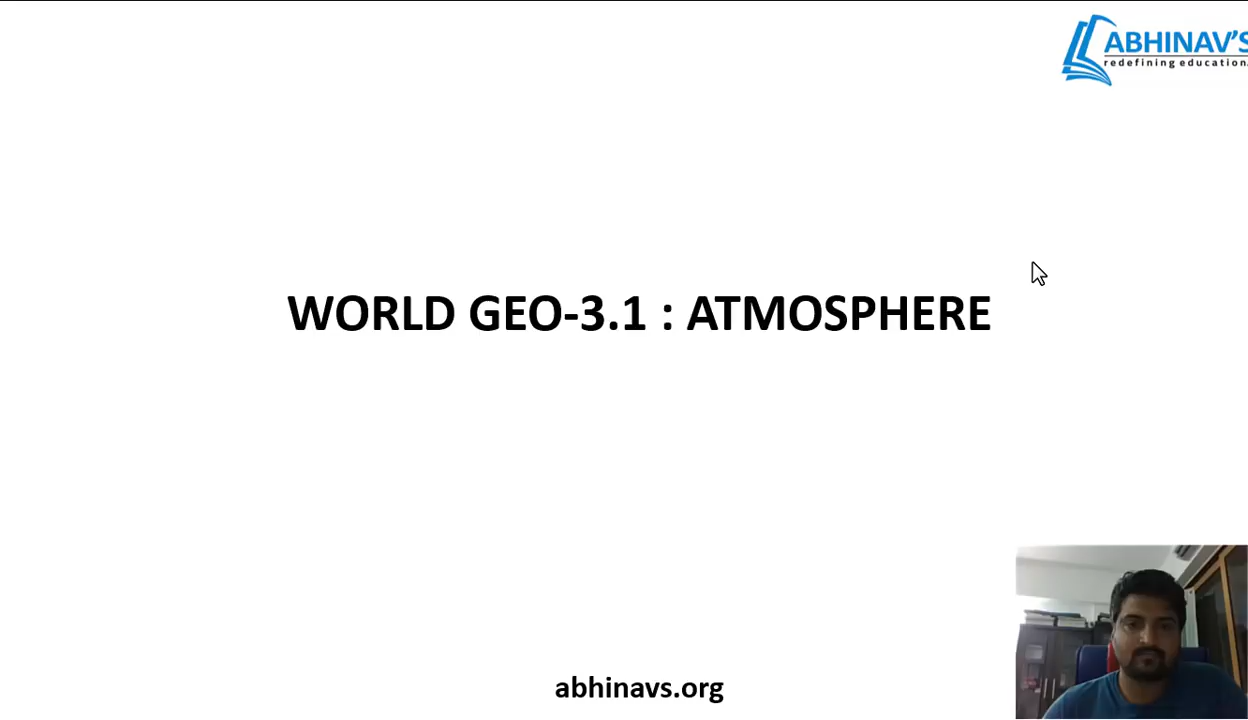 ABHINAV'S
redefining education.
WORLD GEO-3.1 : ATMOSPHERE
abhinavs.org